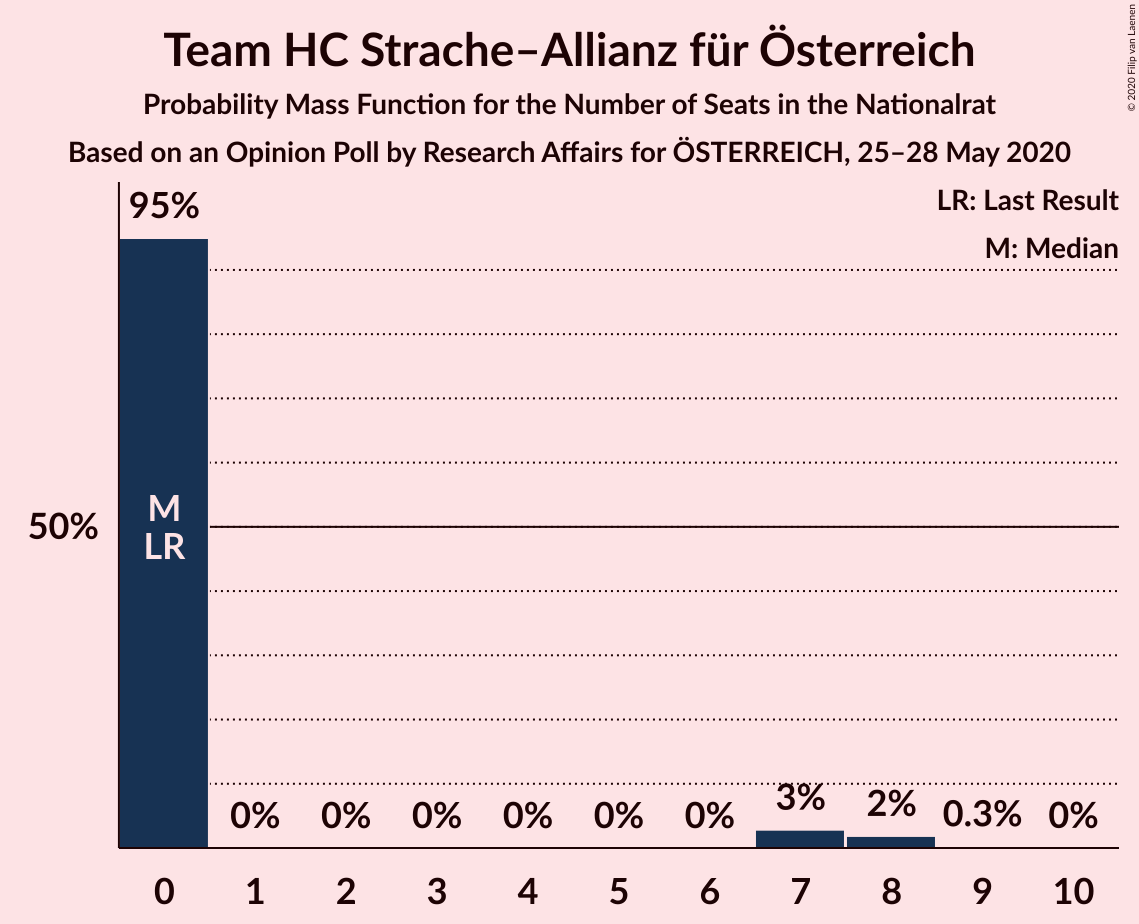 Team HC Strache–Allianz für Österreich
Probability Mass Function for the Number of Seats in the Nationalrat
Based on an Opinion Poll by Research Affairs for ÖSTERREICH, 25–28 May 2020
© 2020 Filip van Laenen
LR: Last Result
M: Median
95%
50%
M
LR
0% 0% 0% 0% 0% 0% 3% 2% 0.3% 0%
0 1 2 3 4 5 6 7 8 9 10